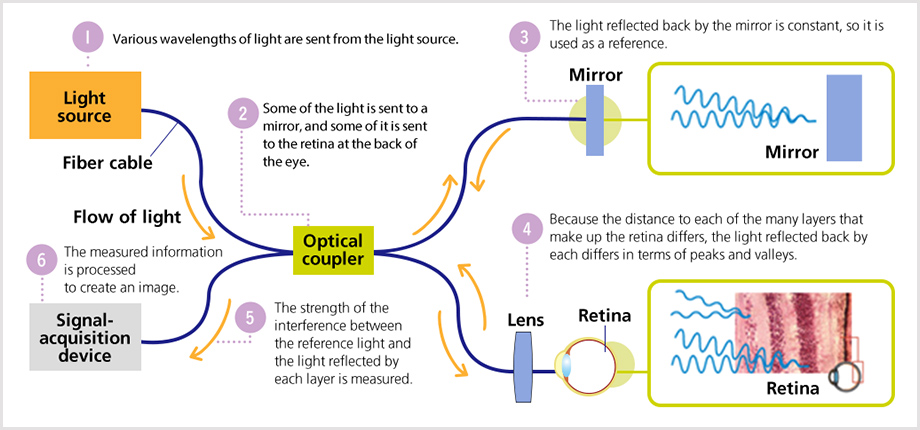 1
Various wavelengths of light are sent from the light source.
Light
source
Fiber cable
Flow of light
2
Some of the light is sent to a
mirror, and some of it is sent
to the retina at the back of
the eye.
3
The light reflected back by the mirror is constant, so it is
used as a reference.
Mirror
Mirror
Optical
coupler
4
Because the distance to each of the many layers that
make up the retina differs, the light reflected back by
each differs in terms of peaks and valleys.
Lens
Retina
Retina
5
The strength of the
interference between
the reference light and
the light reflected by
each layer is measured.
6
The measured information
is processed
to create an image.
Signal-
acquisition
device